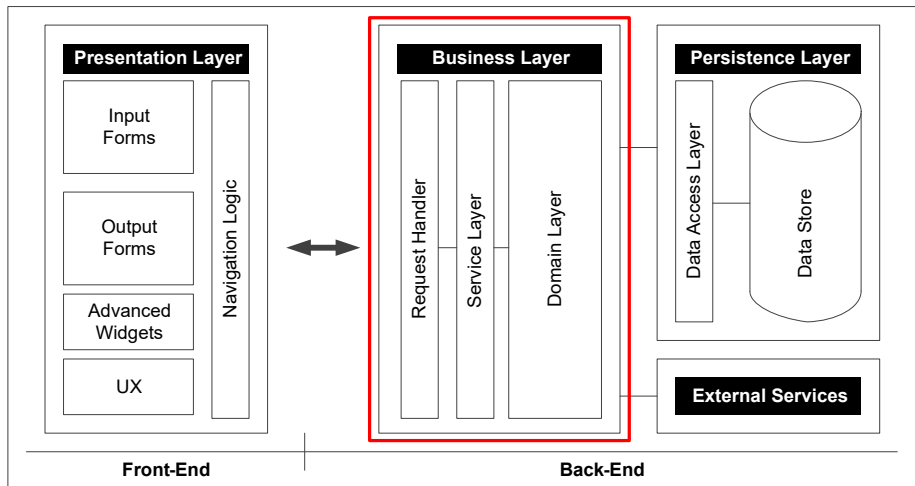 Presentation Layer
Input
Forms
Output
Forms
Advanced
Widgets
UX
Navigation Logic
Business Layer
Request Handler
Service Layer
Domain Layer
Persistence Layer
Data Access Layer
Data Store
External Services
Front-End
Back-End